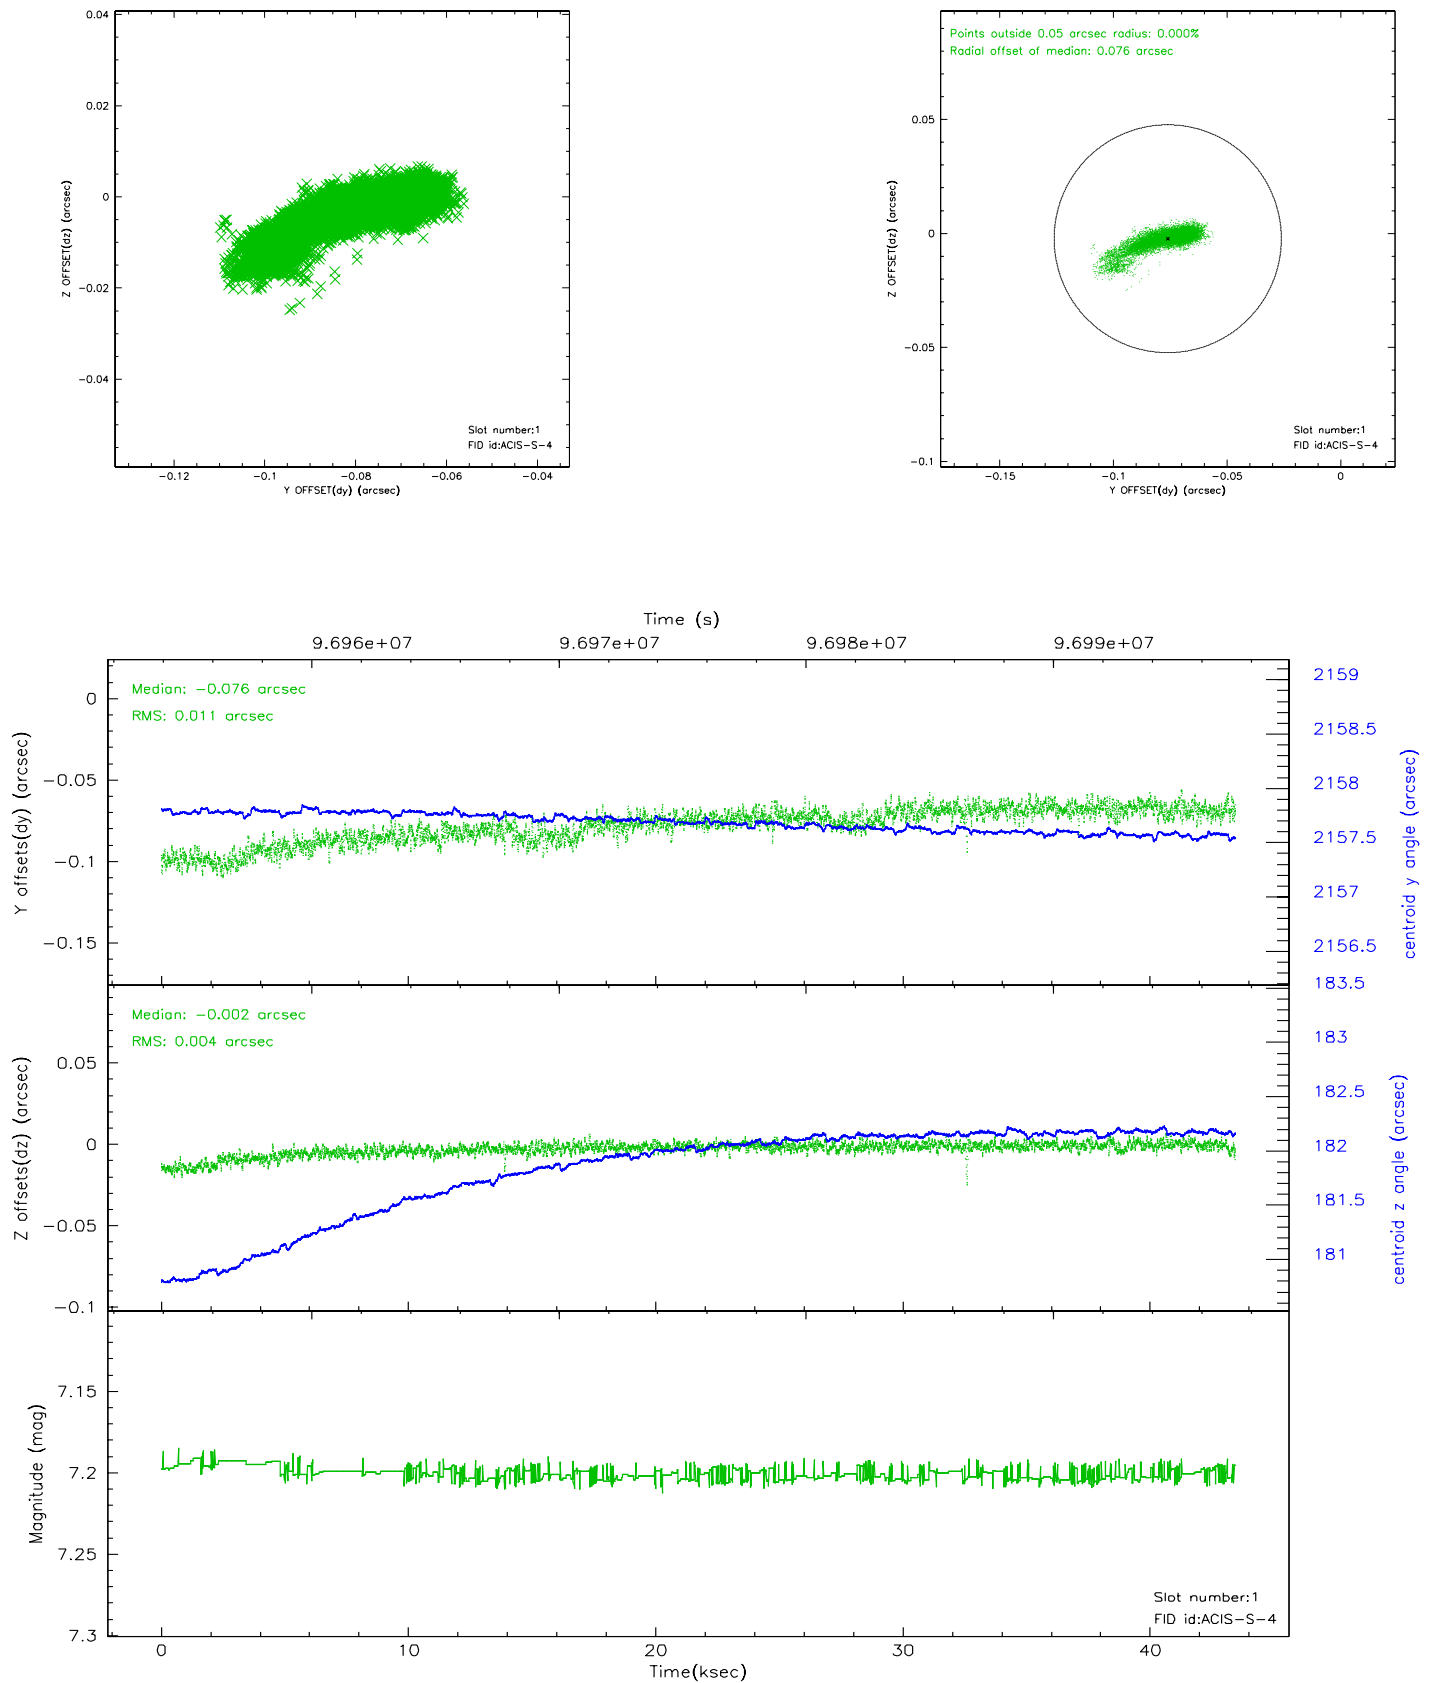 0.04
0.02
0
-0.02
-0.04
Z OFFSET(dz) (arcsec)
-0.12
-0.1
-0.08
-0.06
-0.04
Y OFFSET(dy) (arcsec)
Slot number:1
FID id:ACIS-S-4
Points outside 0.05 arcsec radius: 0.000%
Radial offset of median: 0.076 arcsec
0.05
0
-0.05
-0.1
Z OFFSET(dz) (arcsec)
-0.15
-0.1
-0.05
0
Y OFFSET(dy) (arcsec)
Slot number:1
FID id:ACIS-S-4
Time (s)
9.696e+07
9.697e+07
9.698e+07
9.699e+07
Median: -0.076 arcsec
RMS: 0.011 arcsec
0
-0.05
-0.1
-0.15
Y offsets(dy) (arcsec)
2159
2158.5
2158
2157.5
2157
2156.5
centroid y angle (arcsec)
Median: -0.002 arcsec
RMS: 0.004 arcsec
0.05
0
-0.05
-0.1
Z offsets(dz) (arcsec)
183.5
183
182.5
182
181.5
181
centroid z angle (arcsec)
7.15
7.2
7.25
7.3
Magnitude (mag)
Slot number:1
FID id:ACIS-S-4
0
10
20
30
40
Time(ksec)